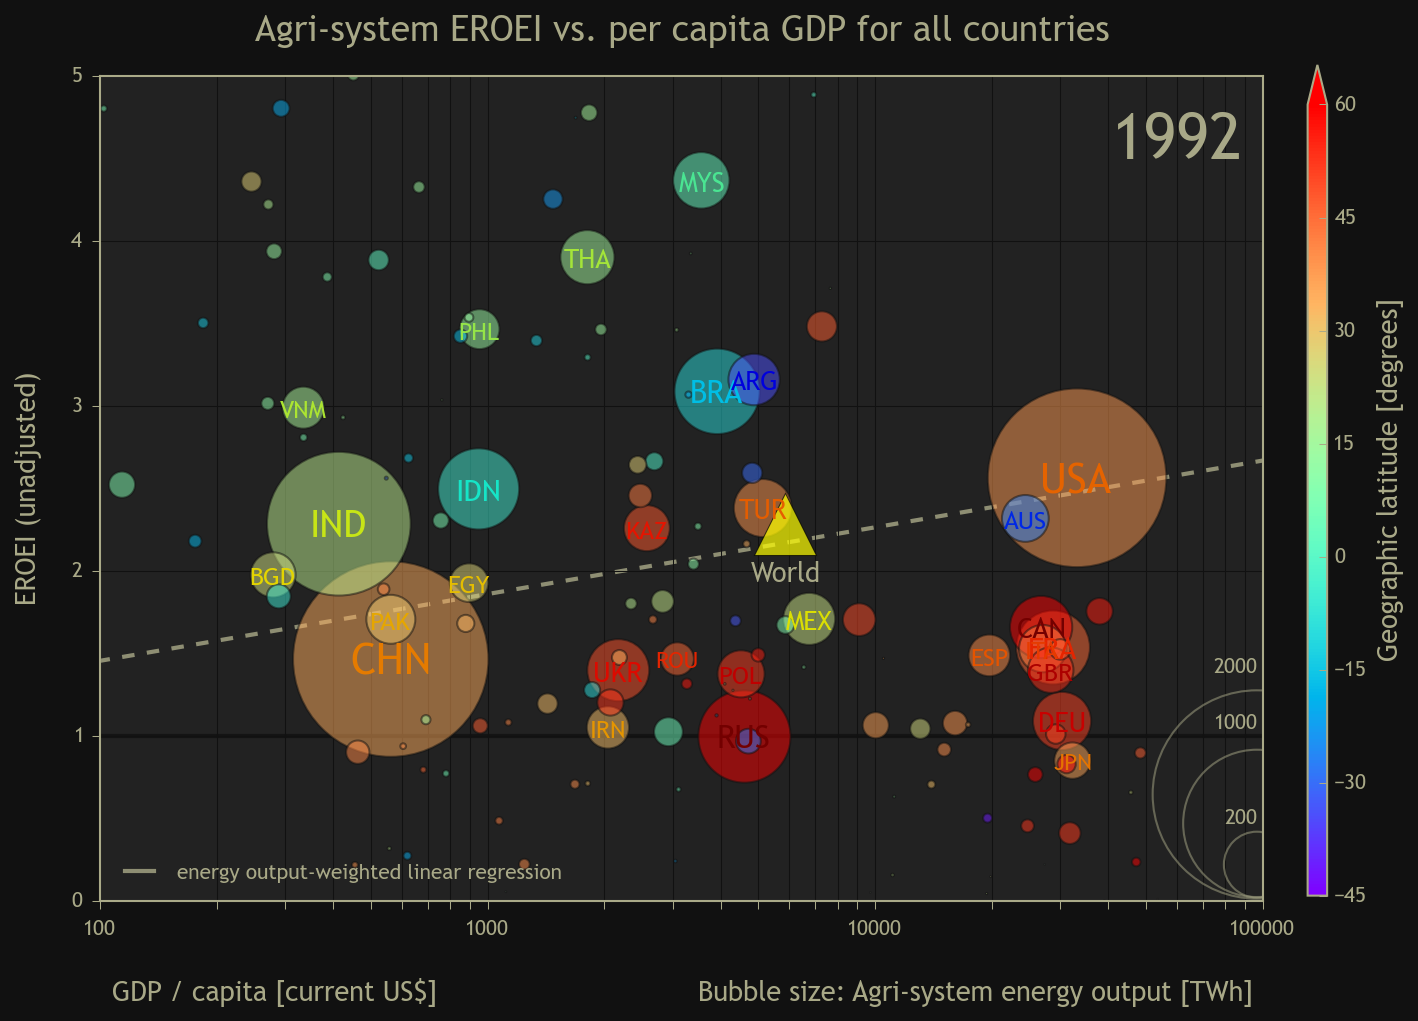 Agri-system EROEI vs. per capita GDP for all countries
1992
EROEI (unadjusted)
5
4
3
2
1
0
MYS
THA
PHL
ARG
BRA
VNM
USA
IDN
TUR
AUS
IND
KAZ
World
BGD
EGY
PAK
MEX
CAN
FRA
CHN
ROU
ESP
UKR
POL
GBR
IRN
DEU
RUS
JPN
2000
1000
200
energy output-weighted linear regression
100
1000
10000
100000
GDP / capita [current US$]
Bubble size: Agri-system energy output [TWh]
60
45
30
15
0
−15
−30
−45
Geographic latitude [degrees]